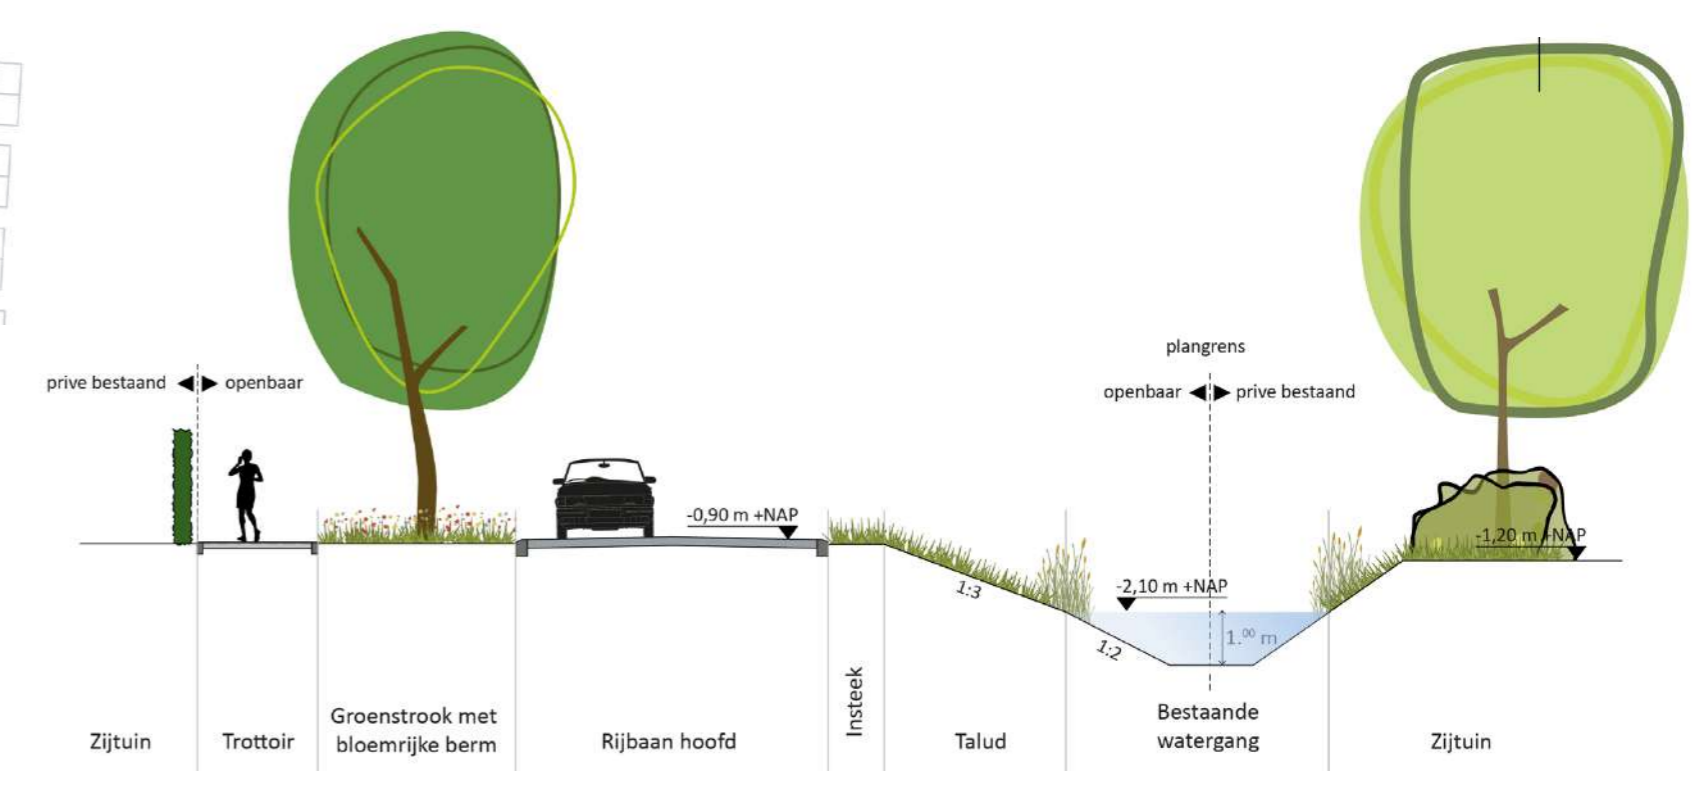 plangrens
prive bestaand openbaar
openbaar prive bestaand
-0,90 m +NAP
-1,20 m +NAP
-2,10 m +NAP
1:3
1:2
1.⁰⁰ m
Insteek
Groenstrook met
bloemrijke berm
Bestaande
watergang
Zijtuin
Trottoir
Rijbaan hoofd
Talud
Zijtuin